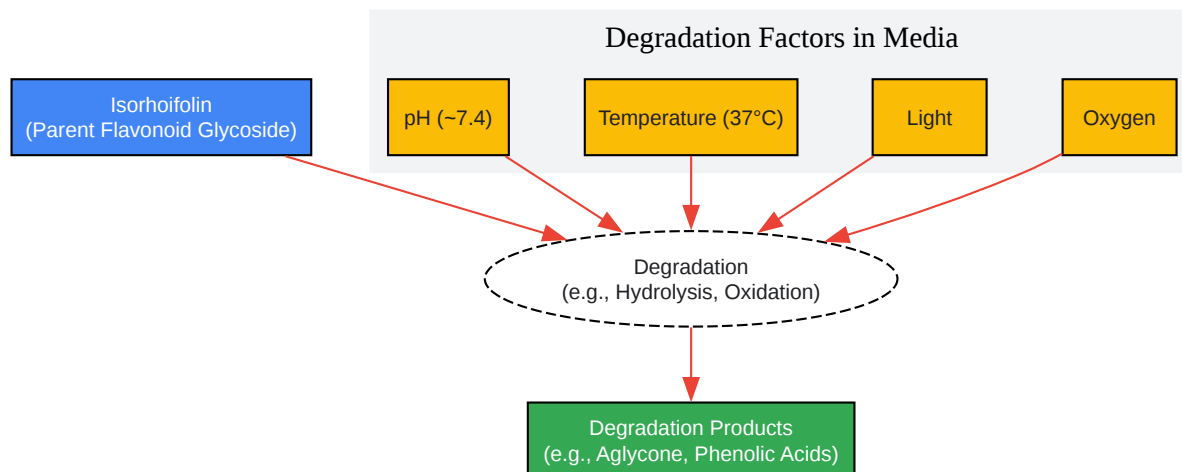 Degradation Factors in Media
Isorhoifolin
(Parent Flavonoid Glycoside)
pH (~7.4)
Temperature (37°C)
Light
Oxygen
Degradation
(e.g., Hydrolysis, Oxidation)
Degradation Products
(e.g., Aglycone, Phenolic Acids)